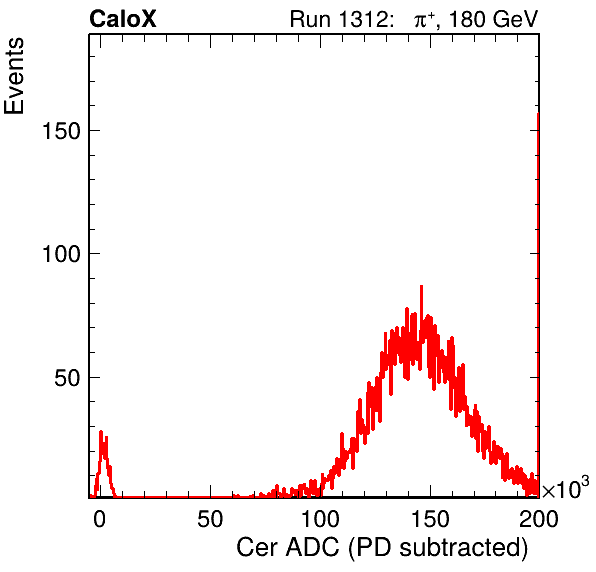 CaloX Run 1312: π⁺, 180 GeV
Events
150
100
50
0 50 100 150 200 ×10³
Cer ADC (PD subtracted)